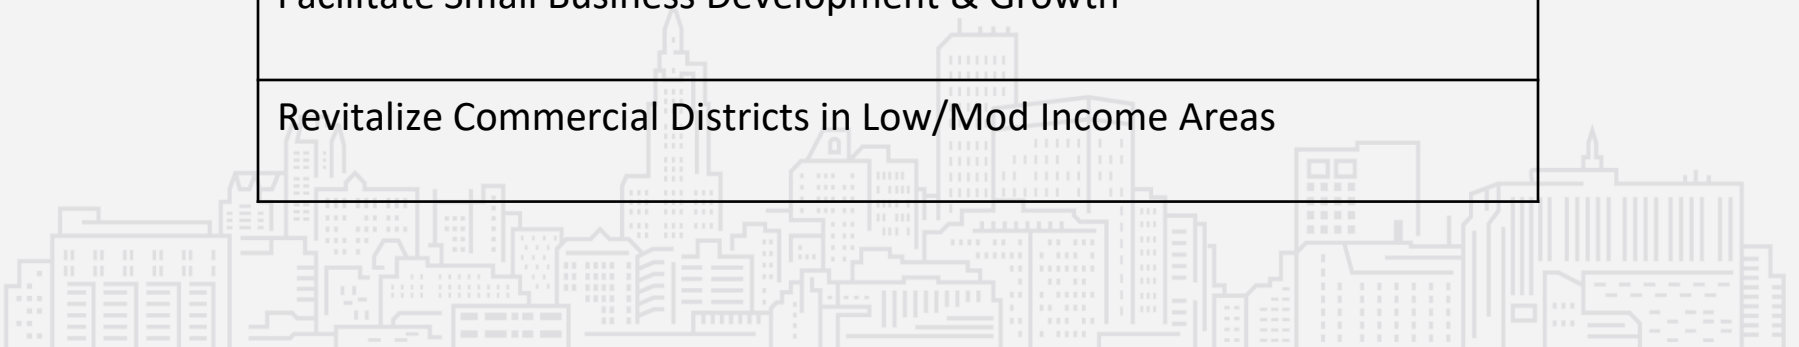 Facilitate Small Business Development & Growth
Revitalize Commercial Districts in Low/Mod Income Areas